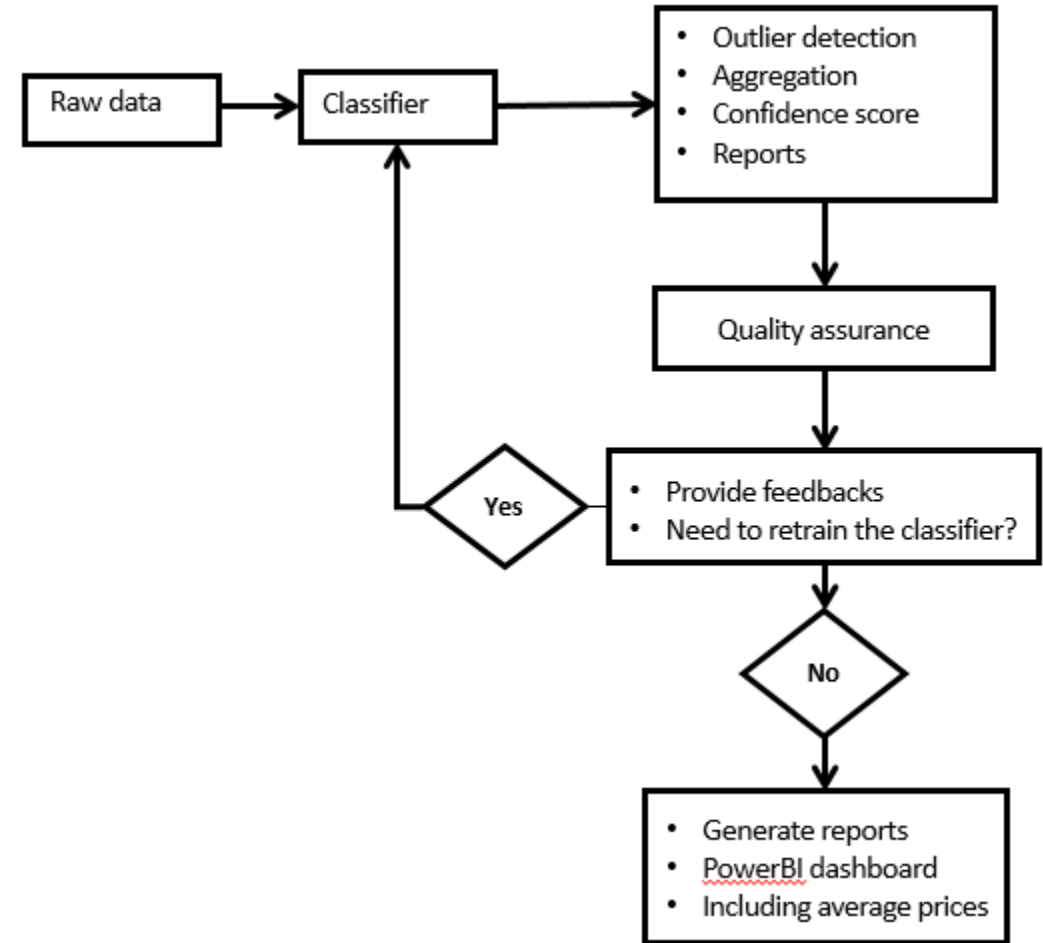 Raw data
Classifier
• Outlier detection
• Aggregation
• Confidence score
• Reports
Quality assurance
• Provide feedbacks
• Need to retrain the classifier?
Yes
No
• Generate reports
• PowerBI dashboard
• Including average prices